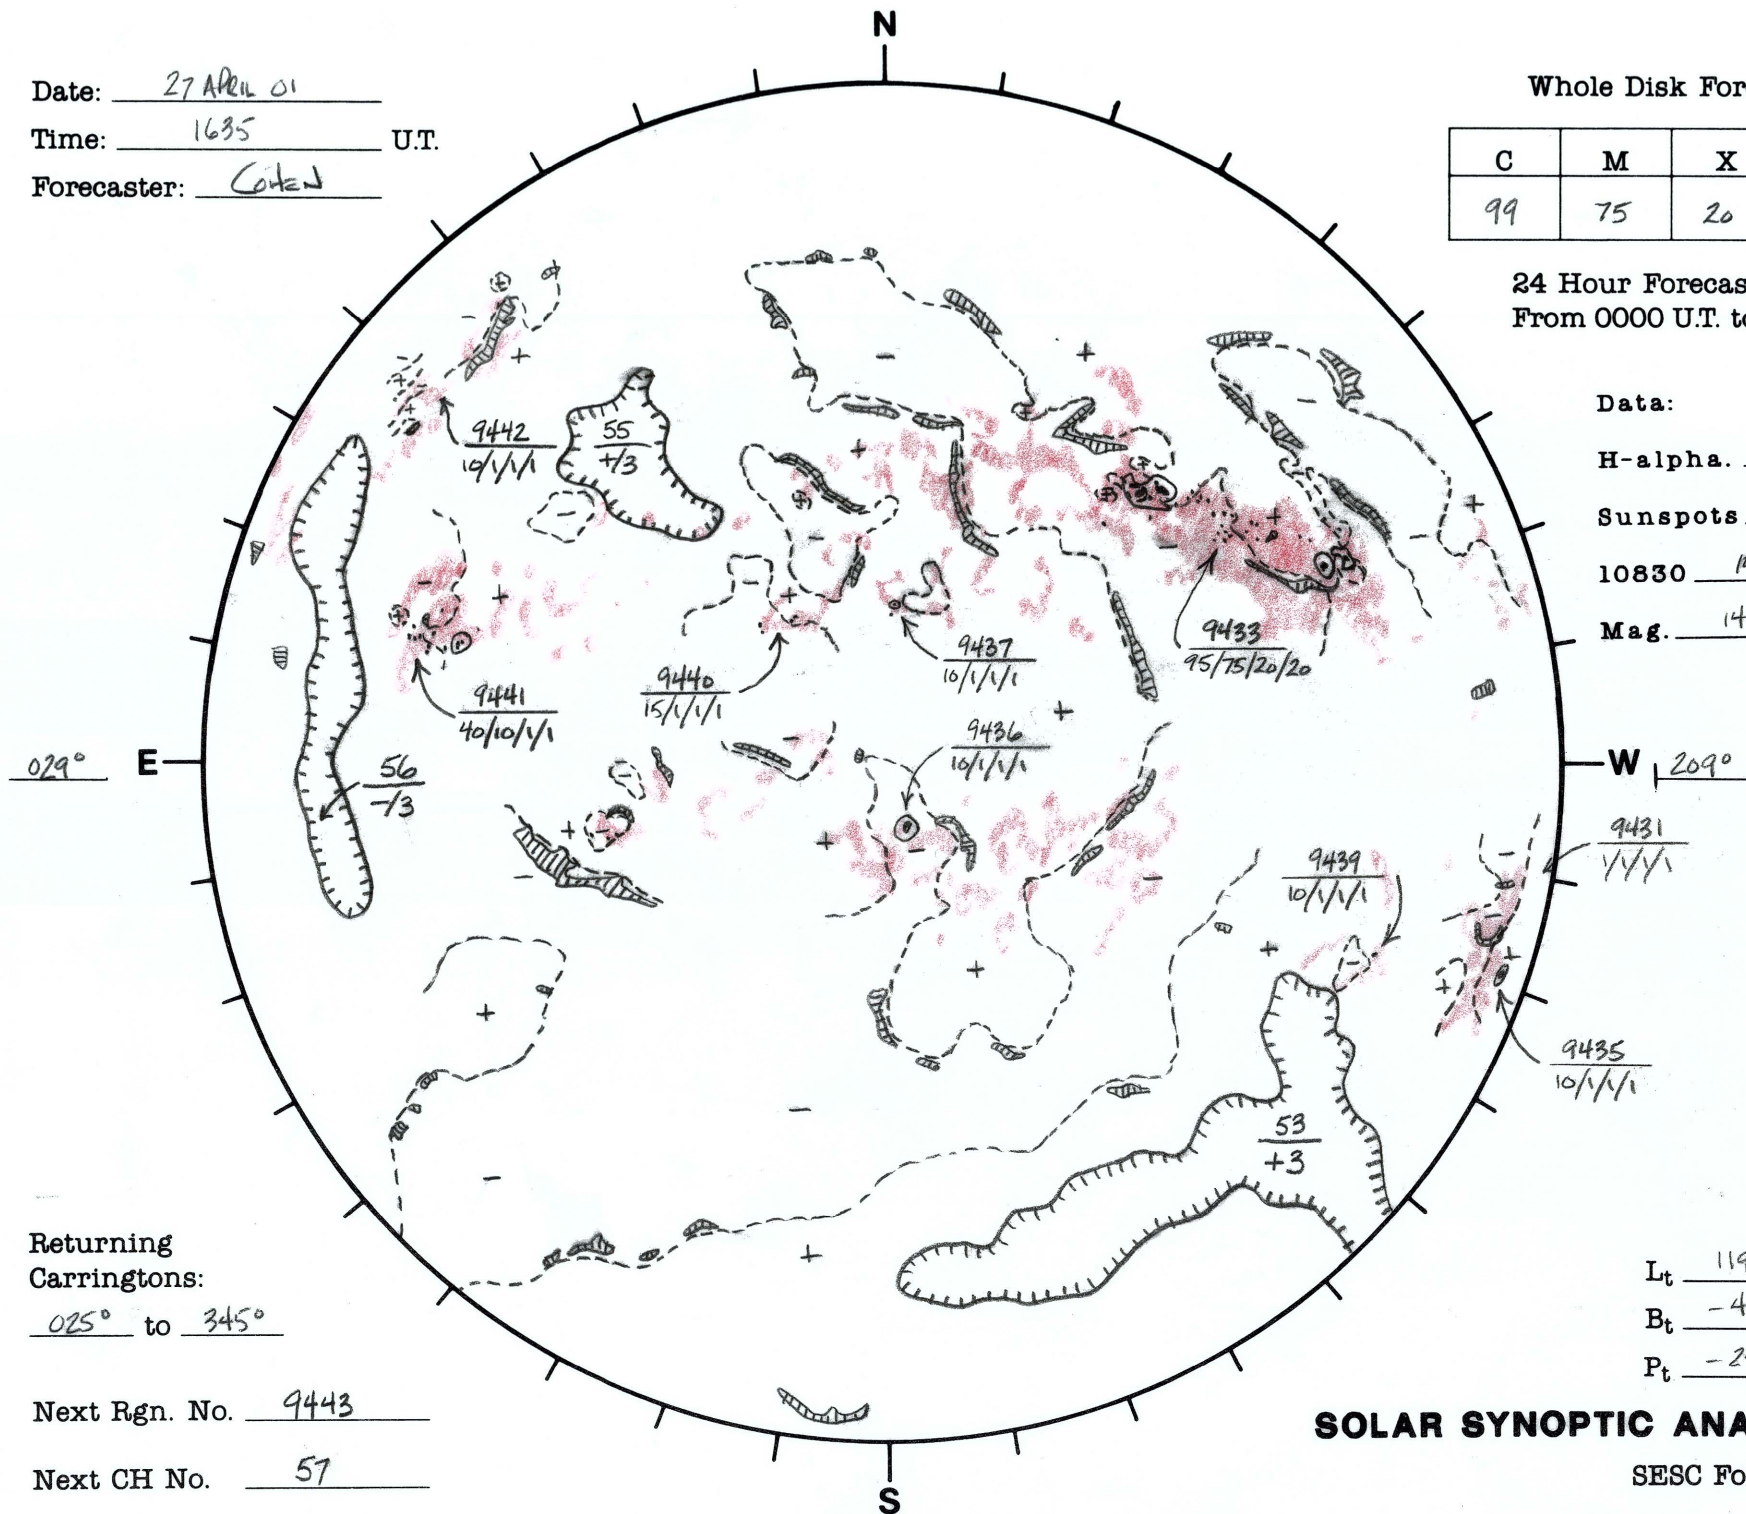 N
Date: 27 APRIL 01
Time: 1635 U.T.
Forecaster: COHEN
Whole Disk For
C M X
99 75 20
24 Hour Forecas
From 0000 U.T. to
Data:
H-alpha.
Sunspots
10830
Mag. 14
9442
10/1/1/1
55
+/3
9433
95/75/20/20
9437
10/1/1/1
9440
15/1/1/1
9441
40/10/1/1
9436
10/1/1/1
029° E
W 209°
56
-/3
9431
1/1/1/1
9439
10/1/1/1
9435
10/1/1/1
53
+3
Returning
Carringtons:
025° to 345°
Next Rgn. No. 9443
Next CH No. 57
Lt 119
Bt -4
Pt -2
SOLAR SYNOPTIC ANA
SESC Fo
S